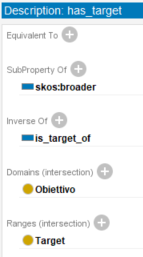 Description: has_target
Equivalent To
SubProperty Of
skos:broader
Inverse Of
is_target_of
Domains (intersection)
Obiettivo
Ranges (intersection)
Target